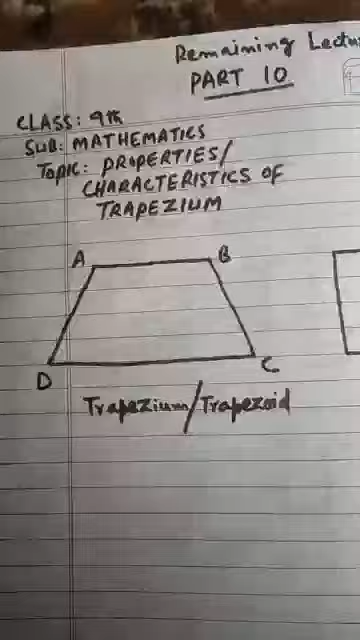 Remaining Lectu
PART 10
CLASS: 9th
SUB: MATHEMATICS
TOPIC: PROPERTIES/
CHARACTERISTICS OF
TRAPEZIUM
A B
D C
Trapezium/Trapezoid